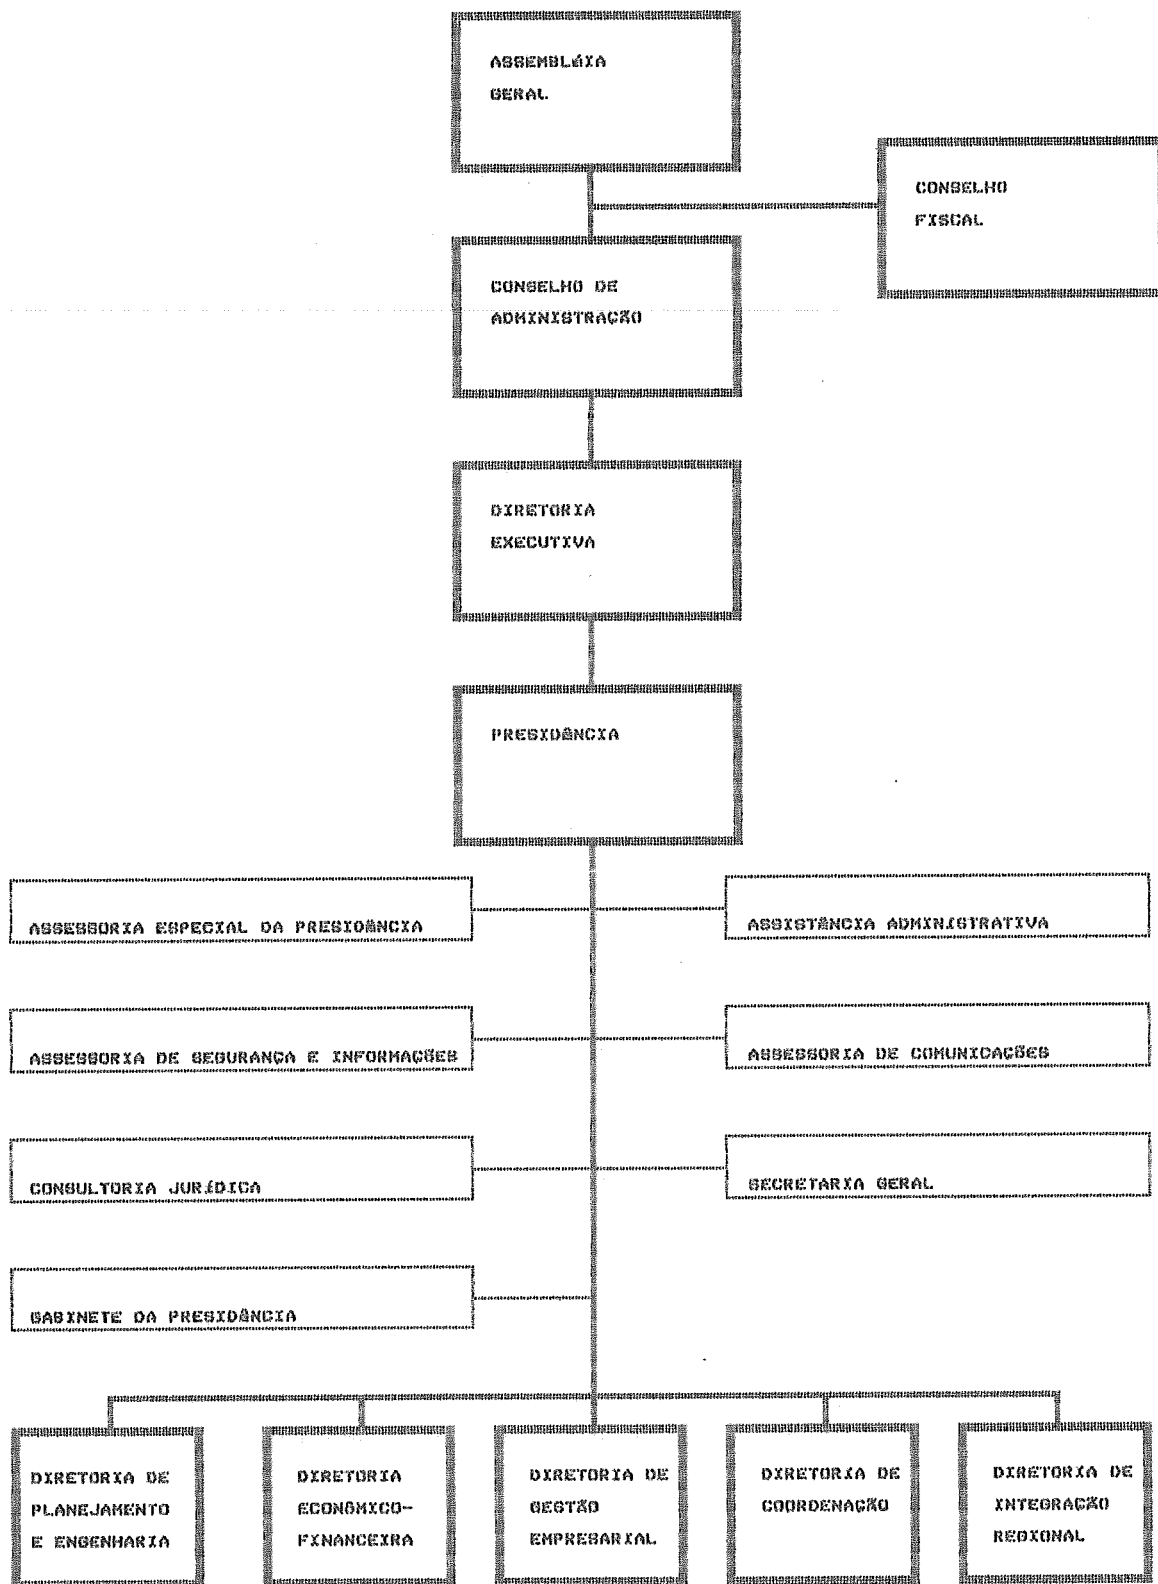 ASSEMBLÉIA
GERAL
CONSELHO
FISCAL
CONSELHO DE
ADMINISTRAÇÃO
DIRETORIA
EXECUTIVA
PRESIDÊNCIA
ASSESSORIA ESPECIAL DA PRESIDÊNCIA
ASSISTÊNCIA ADMINISTRATIVA
ASSESSORIA DE SEGURANÇA E INFORMAÇÕES
ASSESSORIA DE COMUNICAÇÕES
CONSULTORIA JURÍDICA
SECRETARIA GERAL
GABINETE DA PRESIDÊNCIA
DIRETORIA DE
PLANEJAMENTO
E ENGENHARIA
DIRETORIA
ECONÔMICO-
FINANCEIRA
DIRETORIA DE
GESTÃO
EMPRESARIAL
DIRETORIA DE
COORDENAÇÃO
DIRETORIA DE
INTEGRAÇÃO
REGIONAL